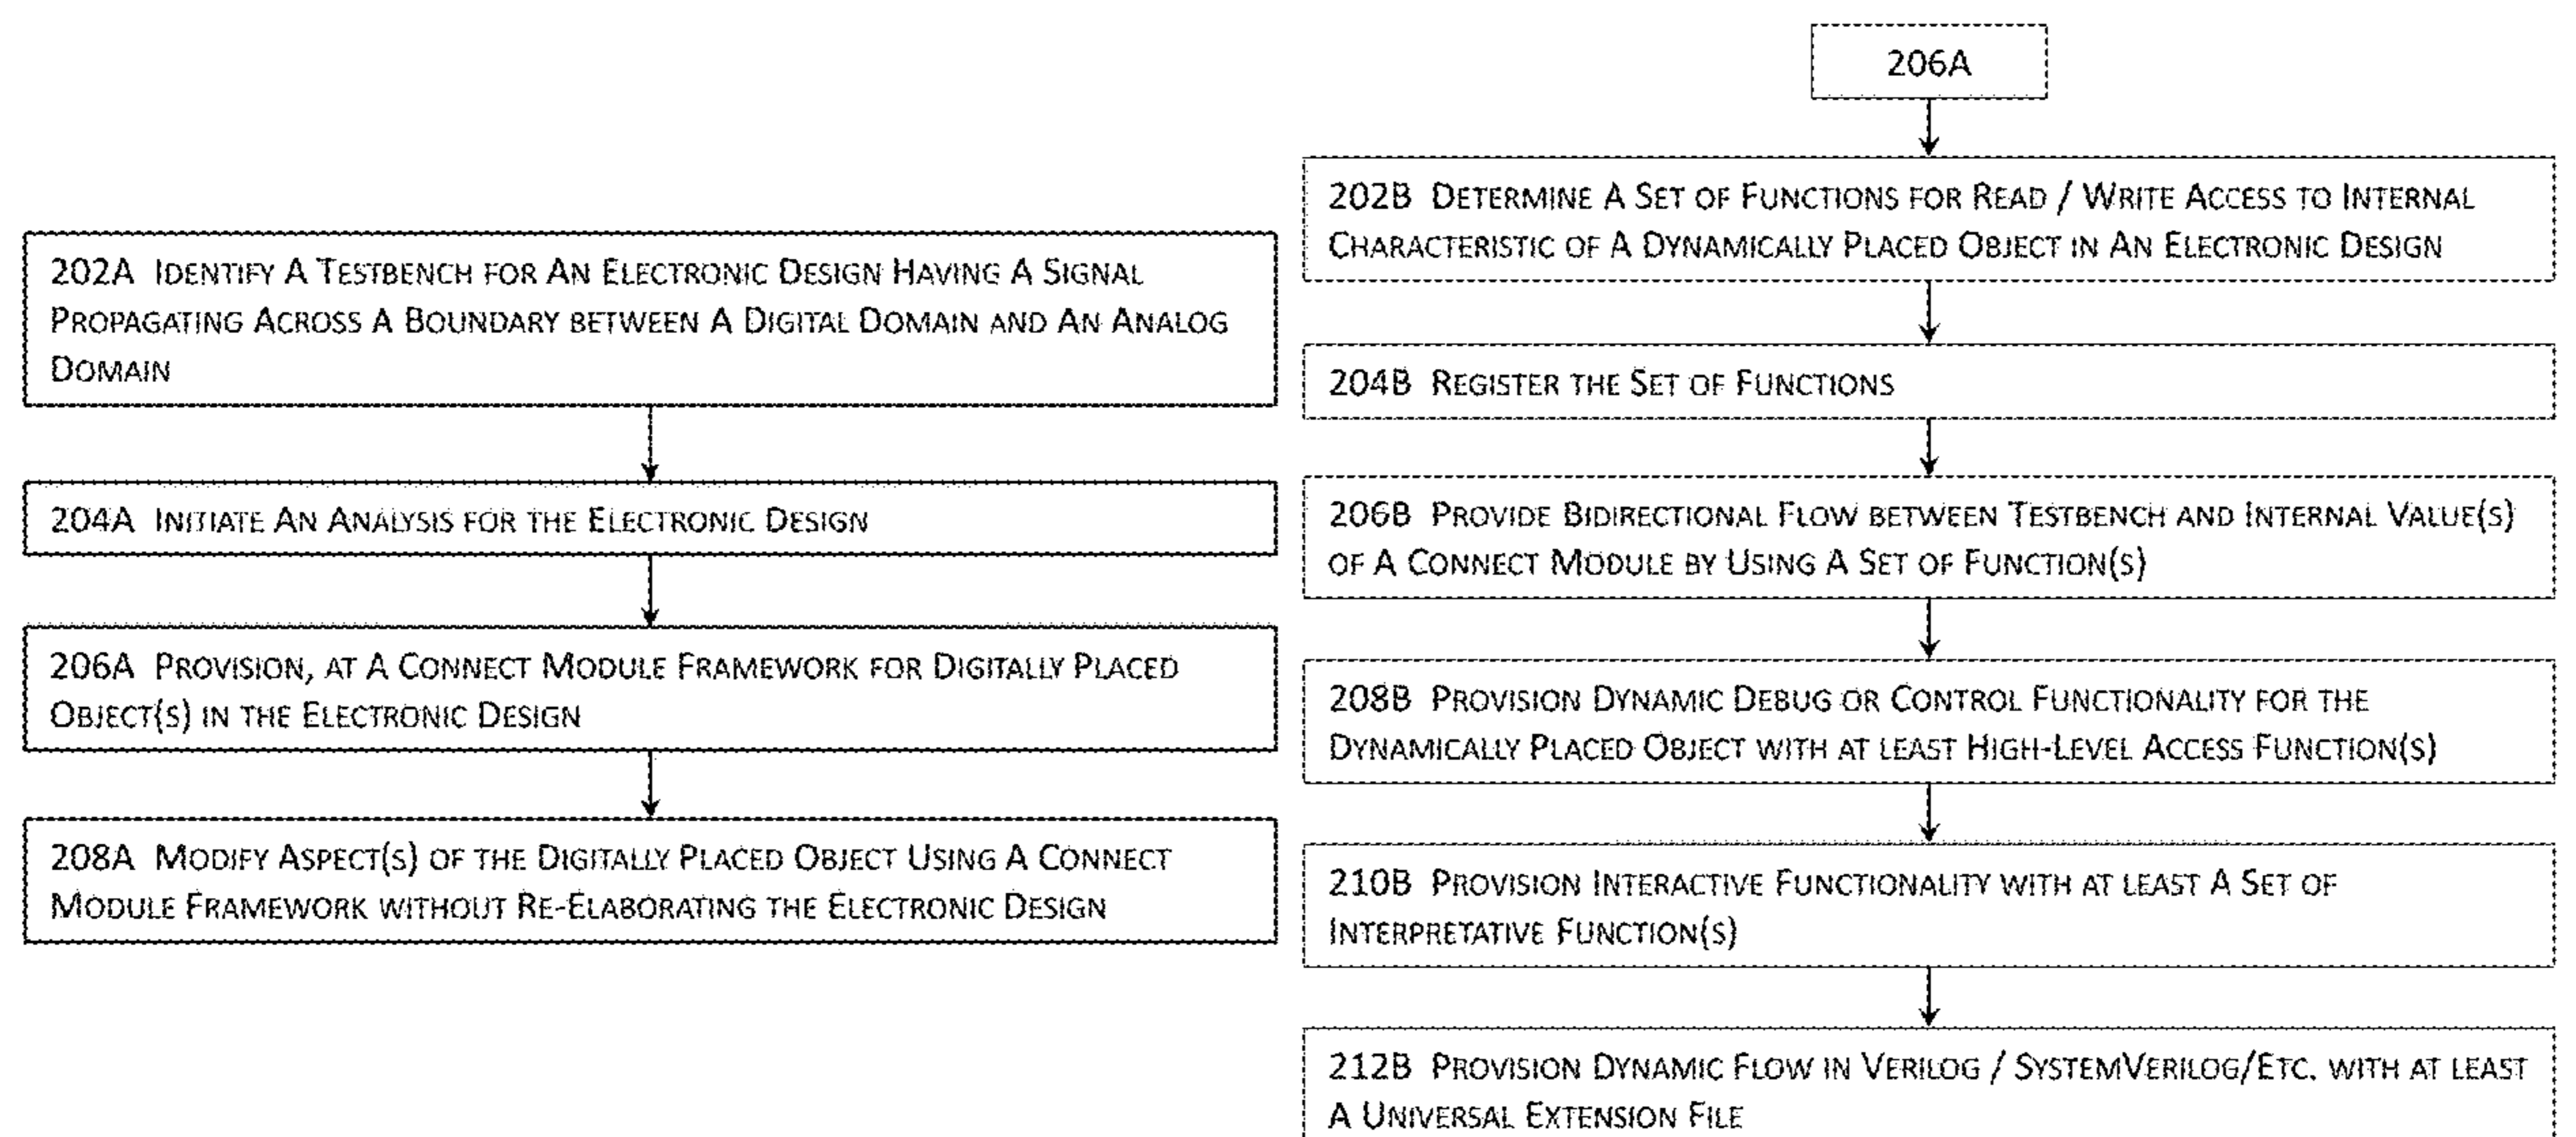 202A IDENTIFY A TESTBENCH FOR AN ELECTRONIC DESIGN HAVING A SIGNAL
PROPAGATING ACROSS A BOUNDARY BETWEEN A DIGITAL DOMAIN AND AN ANALOG
DOMAIN
204A INITIATE AN ANALYSIS FOR THE ELECTRONIC DESIGN
206A PROVISION, AT A CONNECT MODULE FRAMEWORK FOR DIGITALLY PLACED
OBJECT(S) IN THE ELECTRONIC DESIGN
208A MODIFY ASPECT(S) OF THE DIGITALLY PLACED OBJECT USING A CONNECT
MODULE FRAMEWORK WITHOUT RE-ELABORATING THE ELECTRONIC DESIGN
206A
202B DETERMINE A SET OF FUNCTIONS FOR READ / WRITE ACCESS TO INTERNAL
CHARACTERISTIC OF A DYNAMICALLY PLACED OBJECT IN AN ELECTRONIC DESIGN
204B REGISTER THE SET OF FUNCTIONS
206B PROVIDE BIDIRECTIONAL FLOW BETWEEN TESTBENCH AND INTERNAL VALUE(S)
OF A CONNECT MODULE BY USING A SET OF FUNCTION(S)
208B PROVISION DYNAMIC DEBUG OR CONTROL FUNCTIONALITY FOR THE
DYNAMICALLY PLACED OBJECT WITH AT LEAST HIGH-LEVEL ACCESS FUNCTION(S)
210B PROVISION INTERACTIVE FUNCTIONALITY WITH AT LEAST A SET OF
INTERPRETATIVE FUNCTION(S)
212B PROVISION DYNAMIC FLOW IN VERILOG / SYSTEMVERILOG/ETC. WITH AT LEAST
A UNIVERSAL EXTENSION FILE